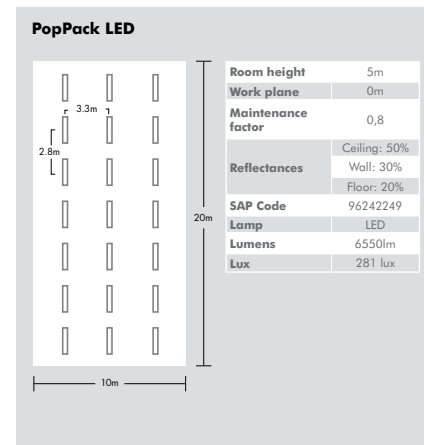 PopPack LED
3.3m
2.8m
20m
10m
Room height 5m
Work plane 0m
Maintenance
factor 0,8
Reflectances Ceiling: 50%
Wall: 30%
Floor: 20%
SAP Code 96242249
Lamp LED
Lumens 6550lm
Lux 281 lux